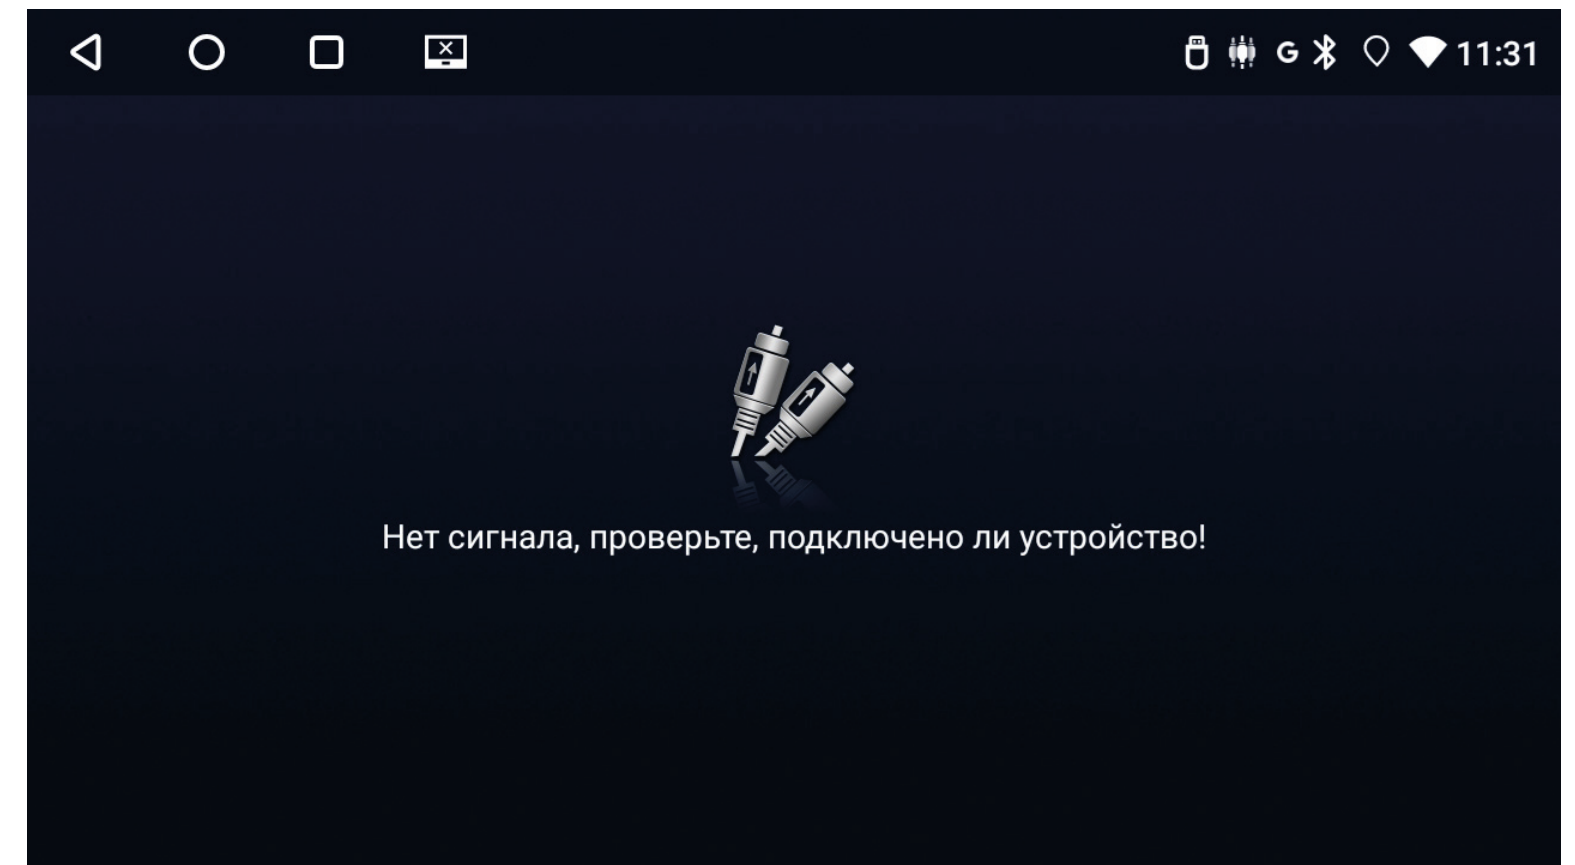 G 11:31
Нет сигнала, проверьте, подключено ли устройство!